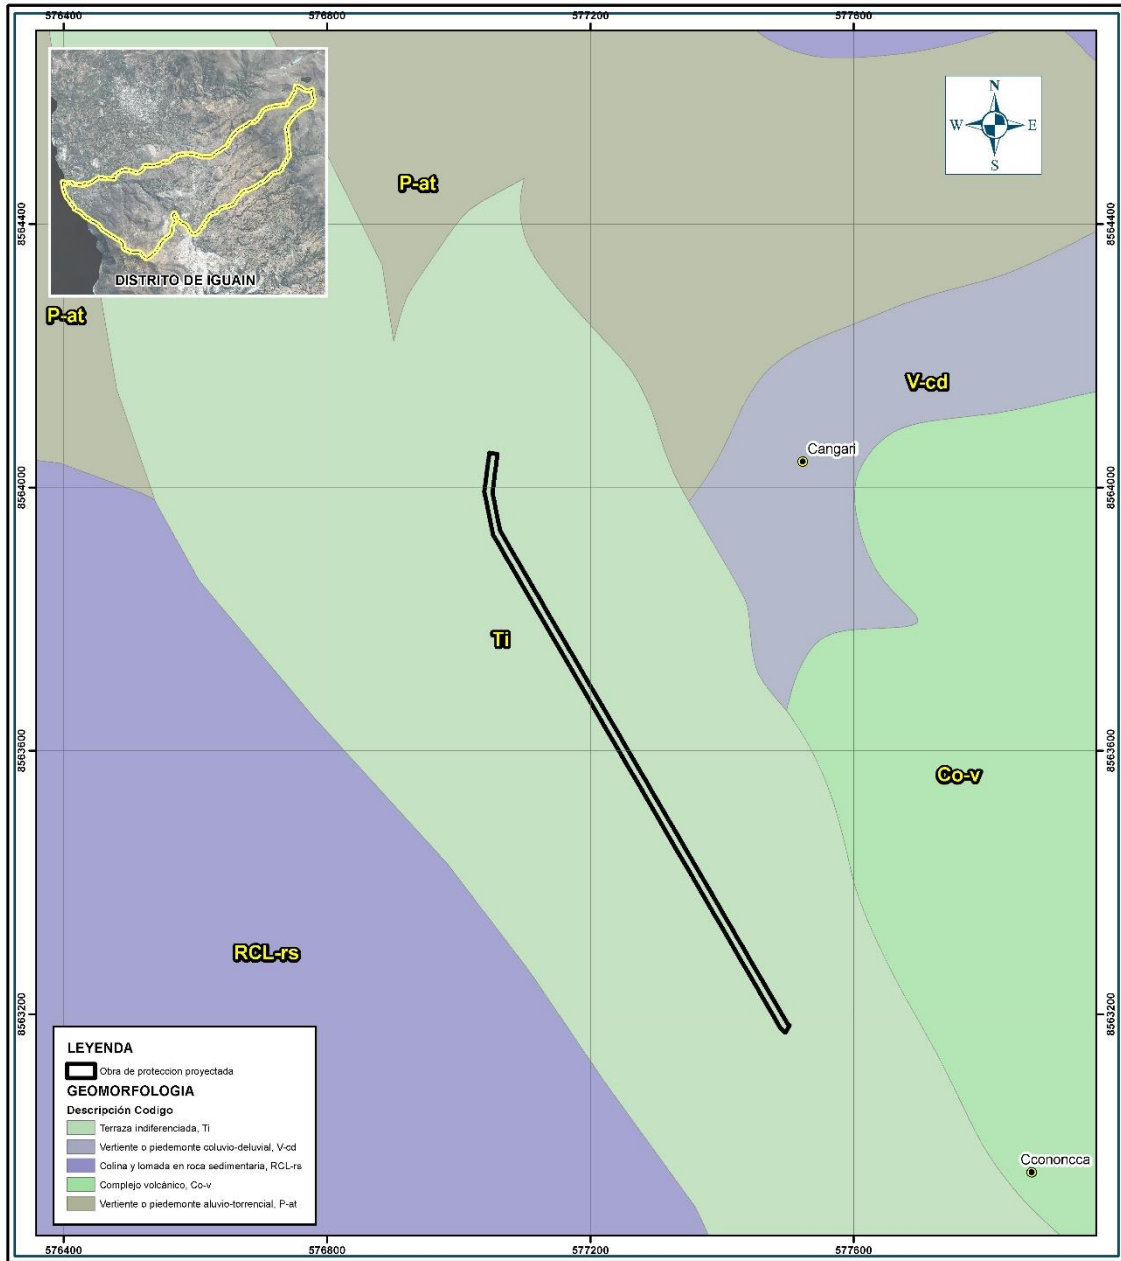 576400
576800
577200
577600
N
W
E
S
DISTRITO DE IGUAIN
P-at
8564400
8564400
P-at
V-cd
Cangari
8564000
8564000
Ti
8563600
8563600
Co-v
RCL-rs
8563200
8563200
LEYENDA
Obra de proteccion proyectada
GEOMORFOLOGIA
Descripción Codigo
Terraza indiferenciada, Ti
Vertiente o piedemonte coluvio-deluvial, V-cd
Colina y lomada en roca sedimentaria, RCL-rs
Complejo volcánico, Co-v
Vertiente o piedemonte aluvio-torrencial, P-at
Ccononcca
576400
576800
577200
577600